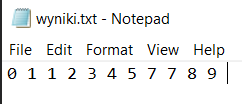 wyniki.txt - Notepad
File Edit Format View Help
0 1 1 2 3 4 5 7 7 8 9